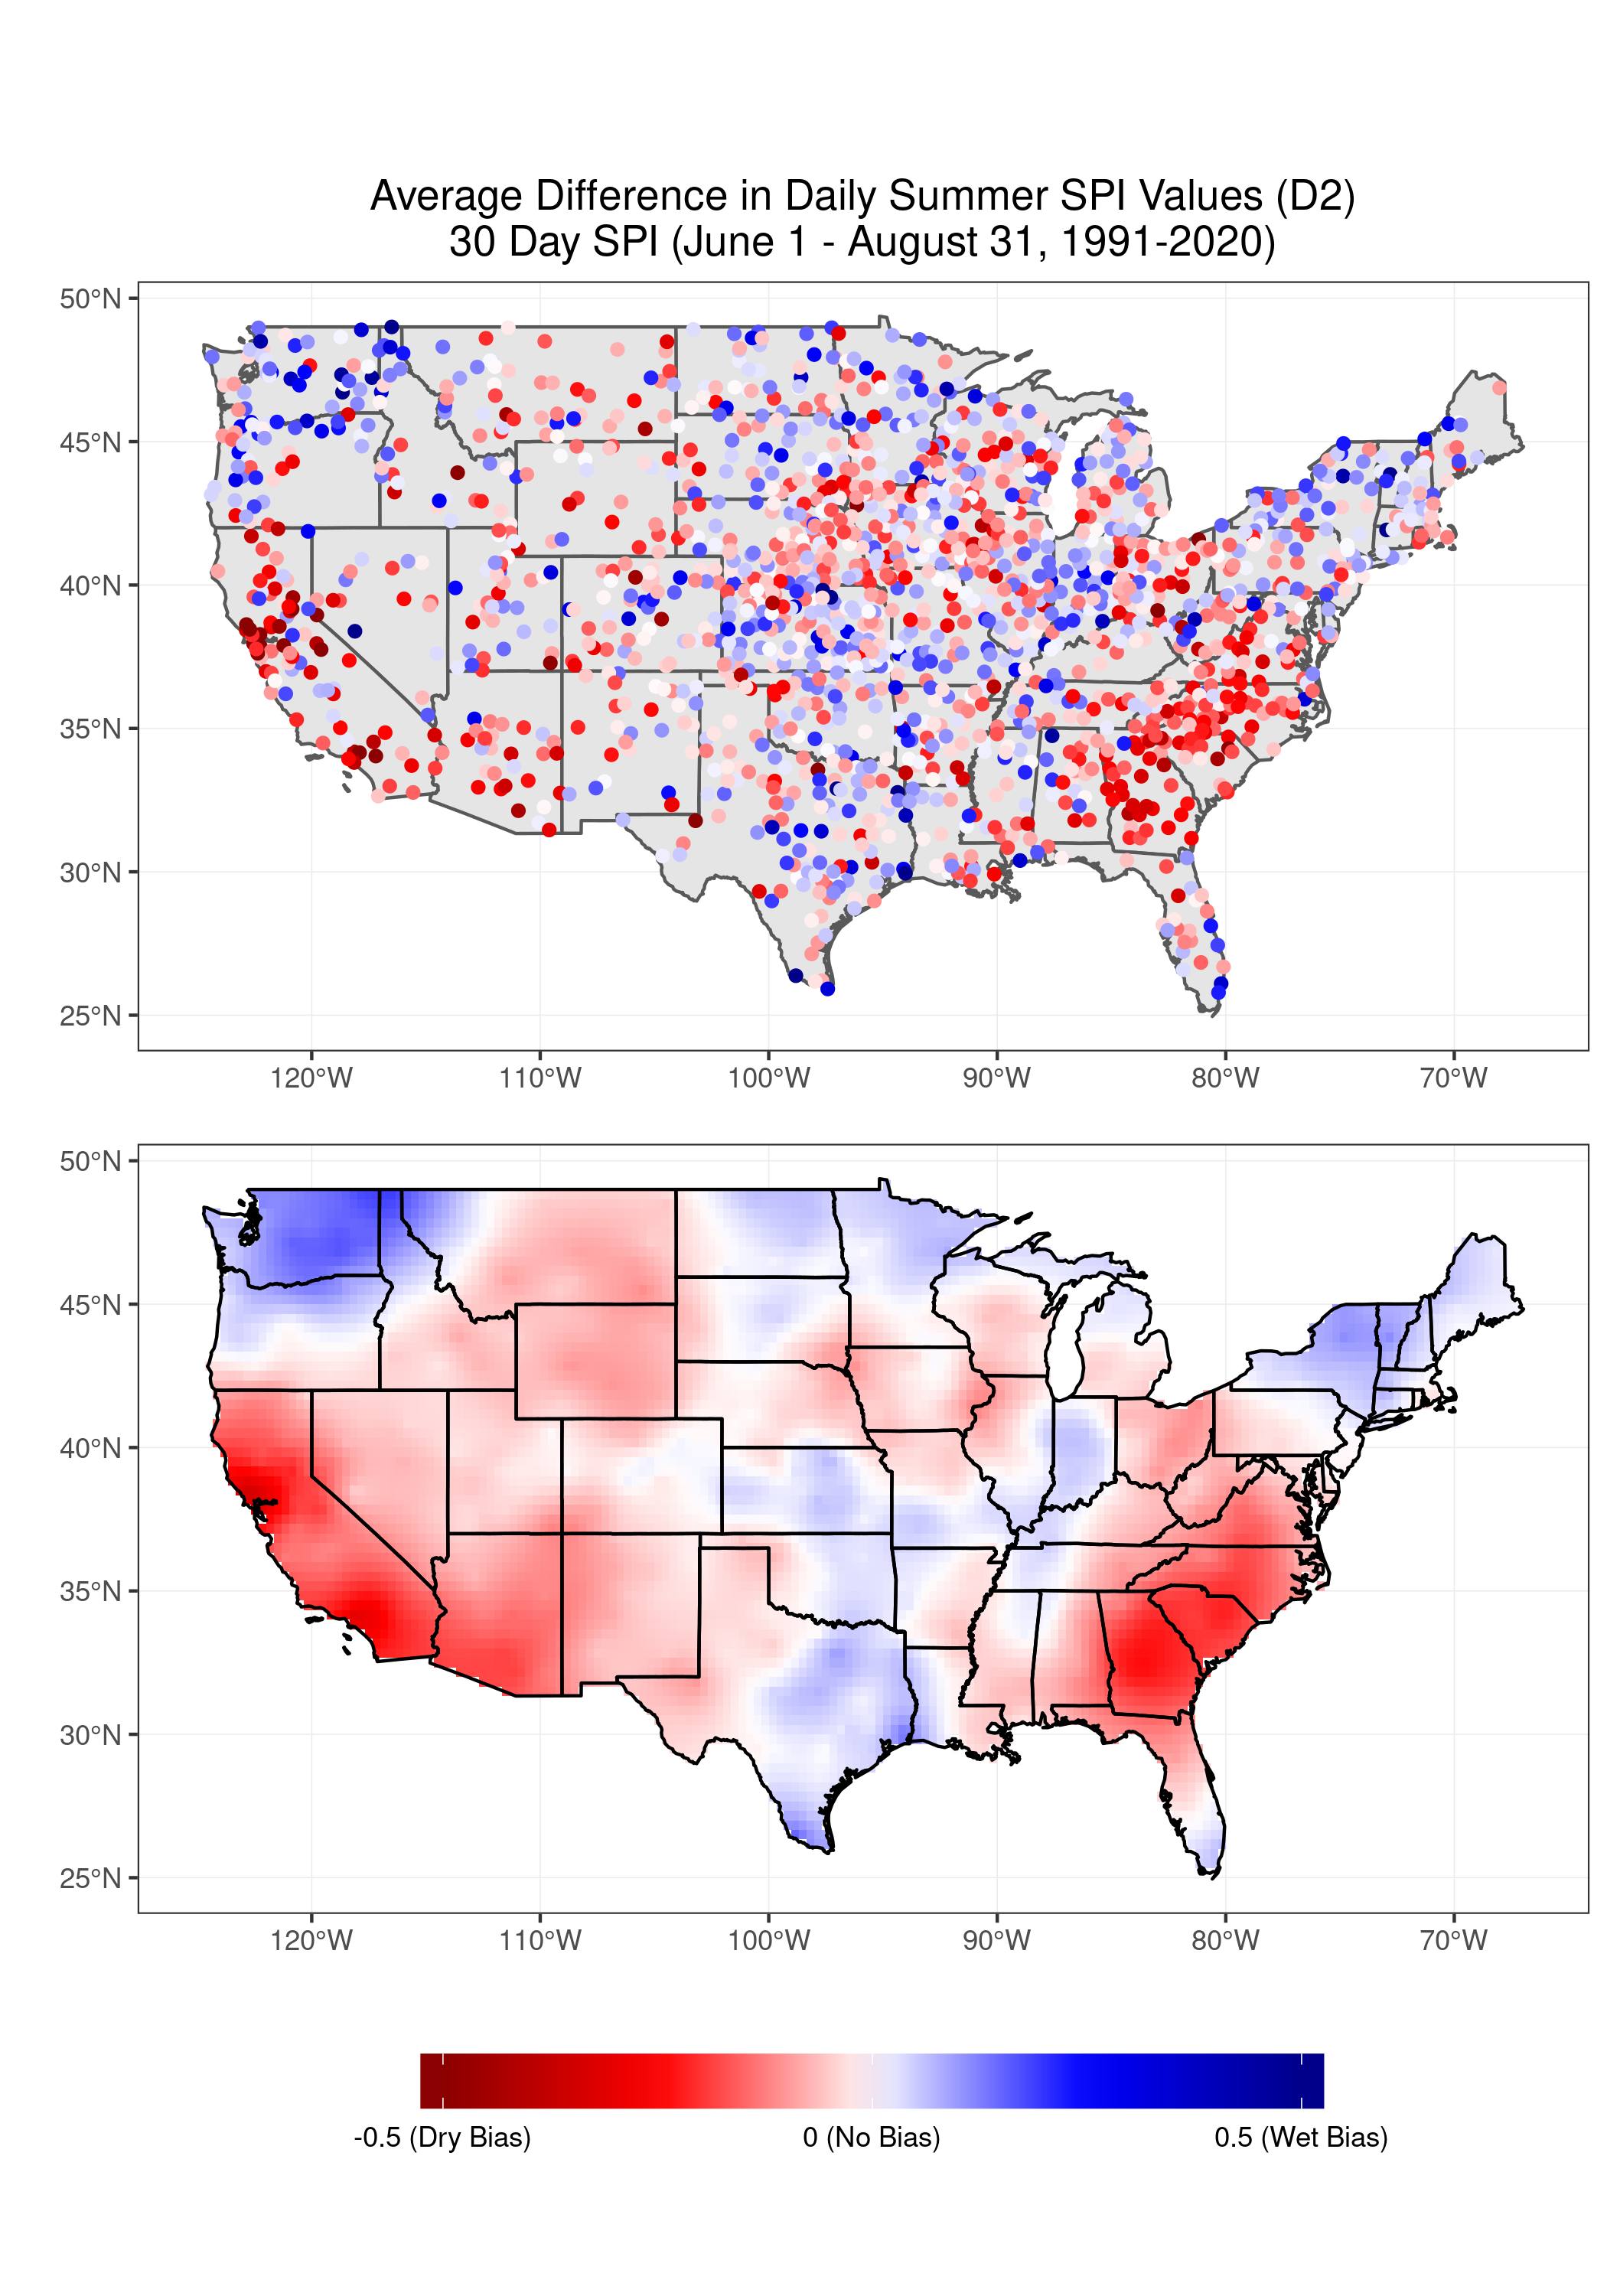 Average Difference in Daily Summer SPI Values (D2)
30 Day SPI (June 1 - August 31, 1991-2020)
50°N
45°N
40°N
35°N
30°N
25°N
120°W 110°W 100°W 90°W 80°W 70°W
50°N
45°N
40°N
35°N
30°N
25°N
120°W 110°W 100°W 90°W 80°W 70°W
-0.5 (Dry Bias) 0 (No Bias) 0.5 (Wet Bias)